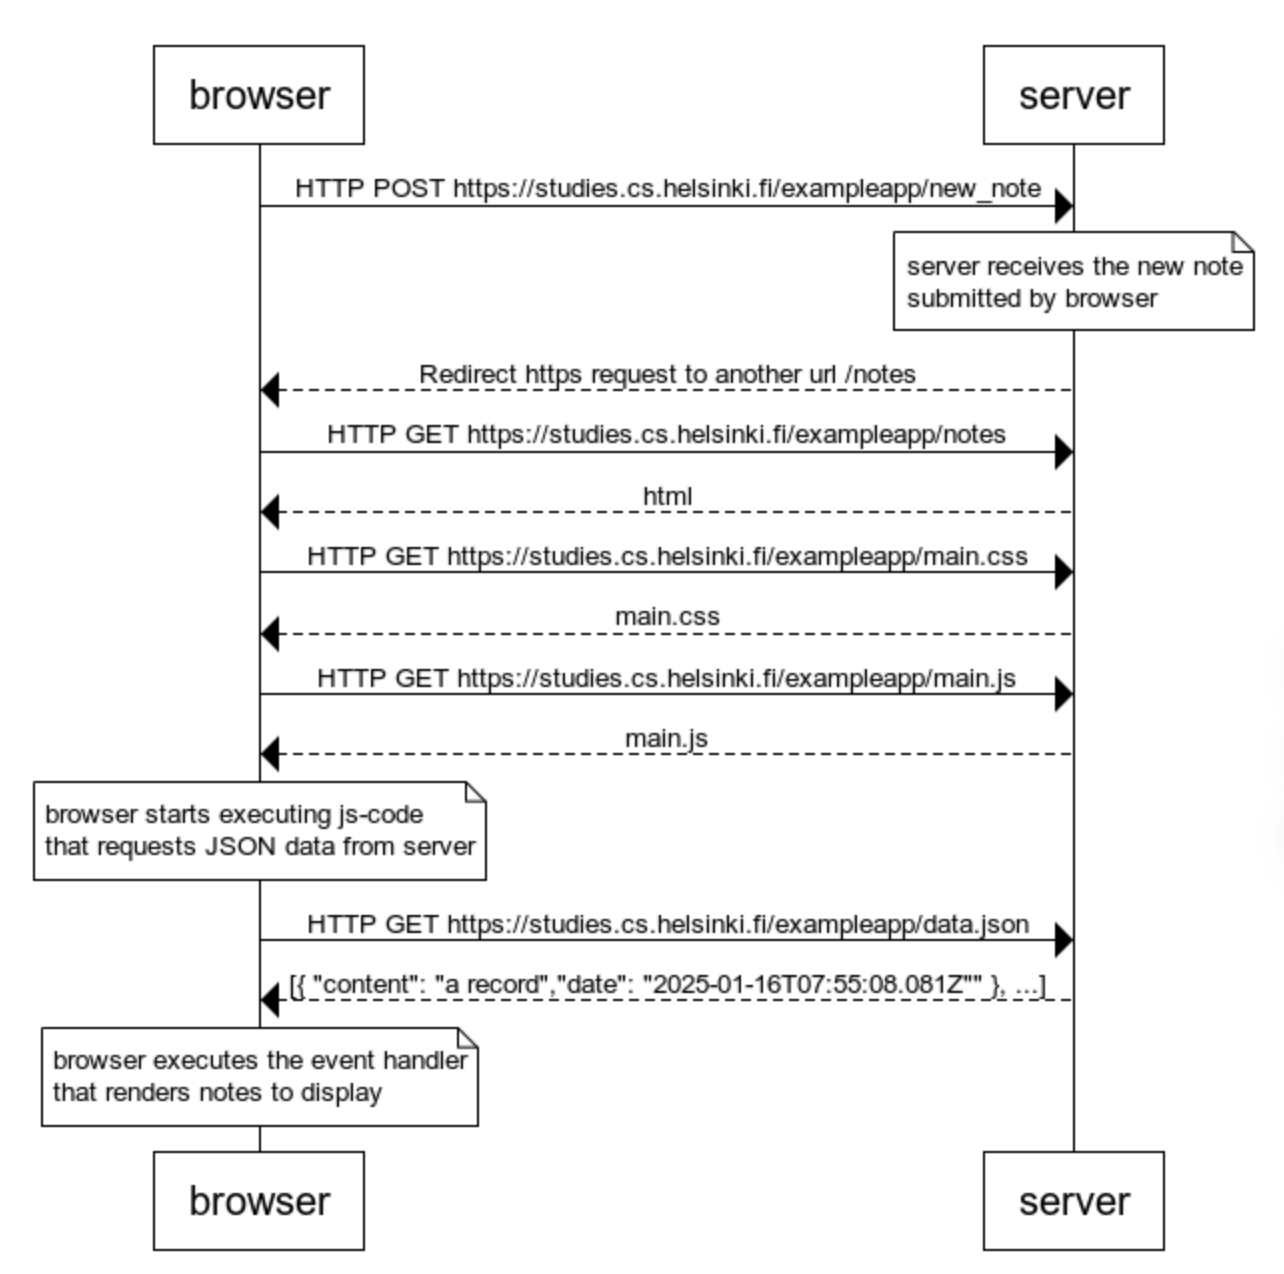 browser
server
HTTP POST https://studies.cs.helsinki.fi/exampleapp/new_note
server receives the new note
submitted by browser
Redirect https request to another url /notes
HTTP GET https://studies.cs.helsinki.fi/exampleapp/notes
html
HTTP GET https://studies.cs.helsinki.fi/exampleapp/main.css
main.css
HTTP GET https://studies.cs.helsinki.fi/exampleapp/main.js
main.js
browser starts executing js-code
that requests JSON data from server
HTTP GET https://studies.cs.helsinki.fi/exampleapp/data.json
[{ "content": "a record","date": "2025-01-16T07:55:08.081Z"" }, ...]
browser executes the event handler
that renders notes to display
browser
server